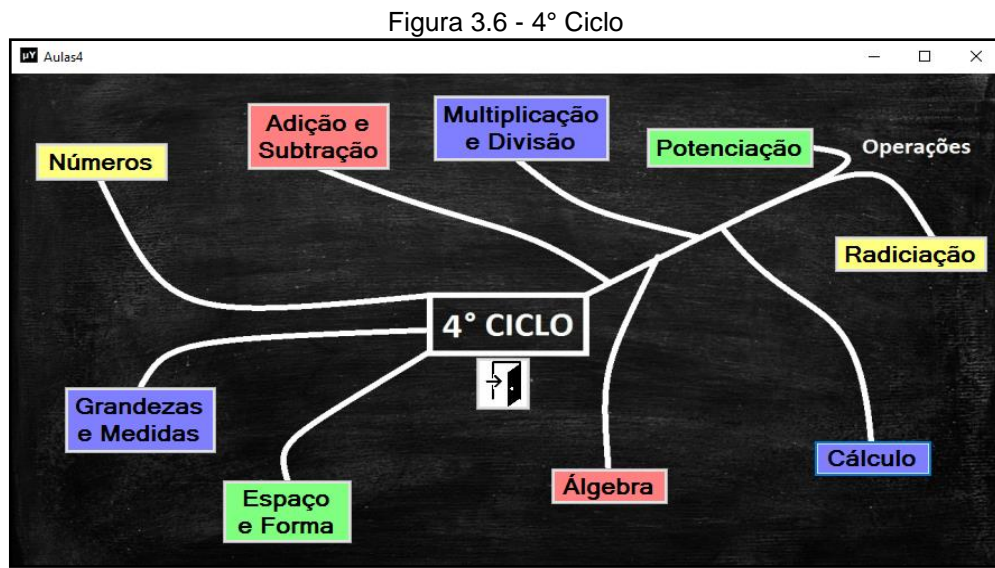 Figura 3.6 - 4° Ciclo
µY Aulas4
Números
Adição e
Subtração
Multiplicação
e Divisão
Potenciação
Operações
Radiciação
4° CICLO
Grandezas
e Medidas
Espaço
e Forma
Álgebra
Cálculo